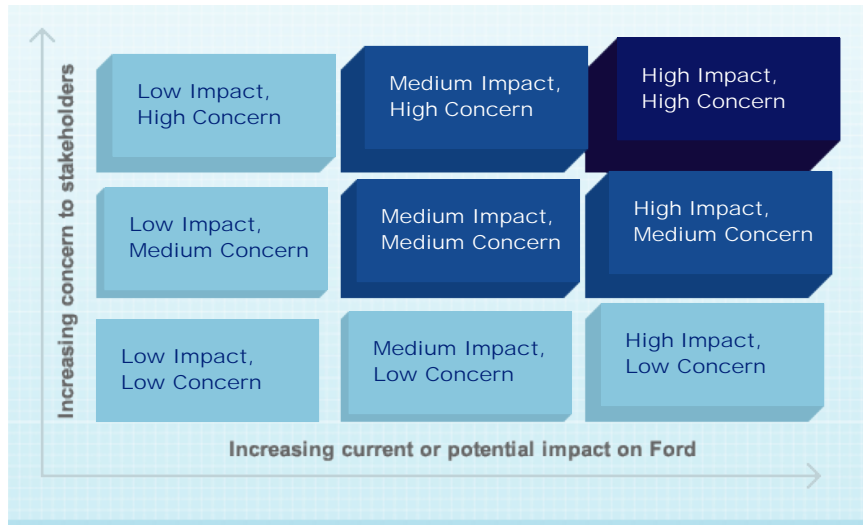 Increasing concern to stakeholders
Low Impact,
High Concern
Medium Impact,
High Concern
High Impact,
High Concern
Low Impact,
Medium Concern
Medium Impact,
Medium Concern
High Impact,
Medium Concern
Low Impact,
Low Concern
Medium Impact,
Low Concern
High Impact,
Low Concern
Increasing current or potential impact on Ford